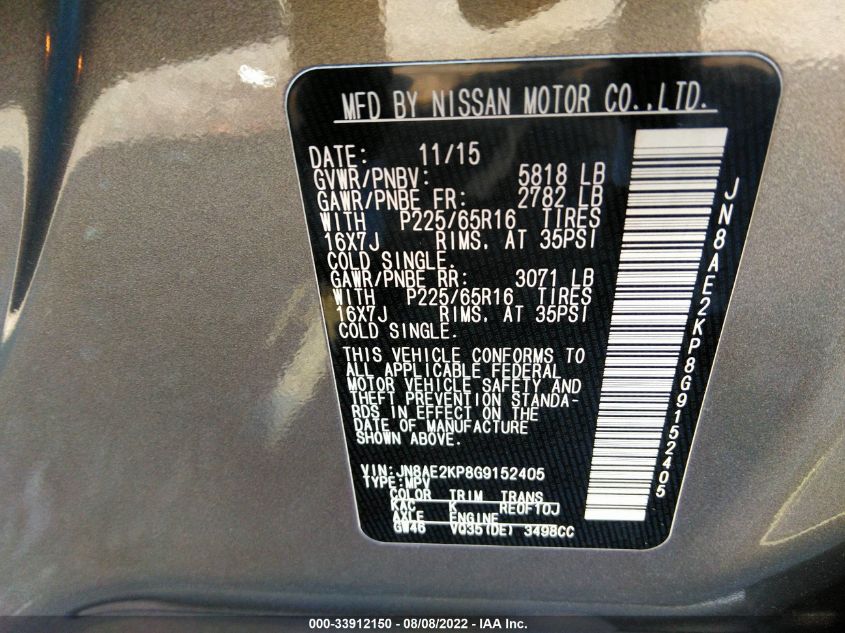 MFD BY NISSAN MOTOR CO.,LTD.
DATE: 11/15
GVWR/PNBV: 5818 LB
GAWR/PNBE FR: 2782 LB
WITH P225/65R16 TIRES
16X7J RIMS. AT 35PSI
COLD SINGLE.
GAWR/PNBE RR: 3071 LB
WITH P225/65R16 TIRES
16X7J RIMS. AT 35PSI
COLD SINGLE.
THIS VEHICLE CONFORMS TO
ALL APPLICABLE FEDERAL
MOTOR VEHICLE SAFETY AND
THEFT PREVENTION STANDA-
RDS IN EFFECT ON THE
DATE OF MANUFACTURE
SHOWN ABOVE.
VIN:JN8AE2KP8G9152405
TYPE:MPV
COLOR TRIM TRANS
KAC K RE0F10J
AXLE ENGINE
GW46 VQ35(DE) 3498CC
JN8AE2KP8G9152405
000-33912150 - 08/08/2022 - IAA Inc.